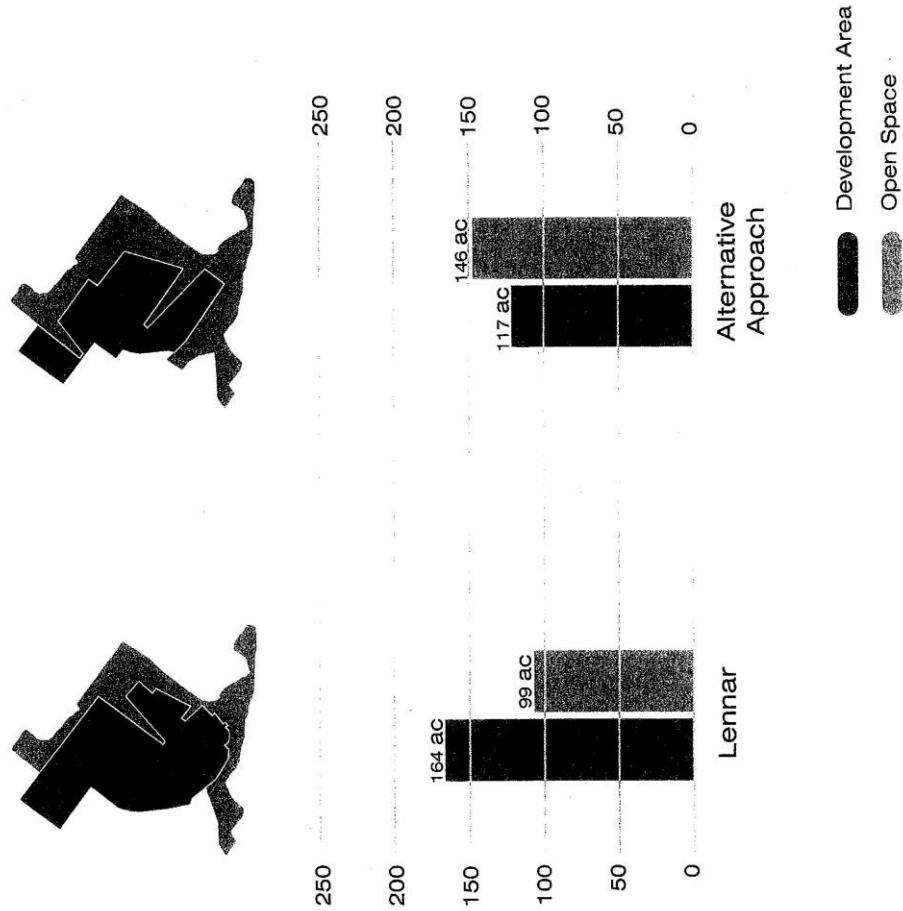 250
200
150
100
50
0
164 ac
99 ac
Lennar
117 ac
146 ac
Alternative
Approach
250
200
150
100
50
0
Development Area
Open Space